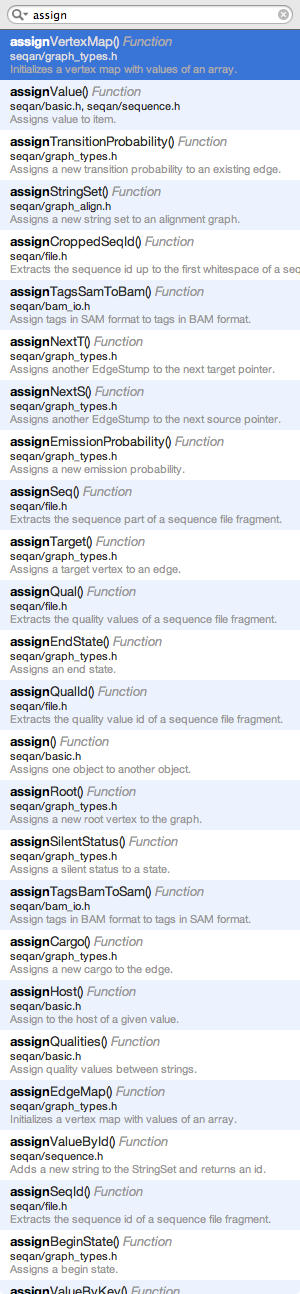 assign
assignVertexMap() Function
seqan/graph_types.h
Initializes a vertex map with values of an array.
assignValue() Function
seqan/basic.h, seqan/sequence.h
Assigns value to item.
assignTransitionProbability() Function
seqan/graph_types.h
Assigns a new transition probability to an existing edge.
assignStringSet() Function
seqan/graph_align.h
Assigns a new string set to an alignment graph.
assignCroppedSeqId() Function
seqan/file.h
Extracts the sequence id up to the first whitespace of a seq
assignTagsSamToBam() Function
seqan/bam_io.h
Assign tags in SAM format to tags in BAM format.
assignNextT() Function
seqan/graph_types.h
Assigns another EdgeStump to the next target pointer.
assignNextS() Function
seqan/graph_types.h
Assigns another EdgeStump to the next source pointer.
assignEmissionProbability() Function
seqan/graph_types.h
Assigns a new emission probability.
assignSeq() Function
seqan/file.h
Extracts the sequence part of a sequence file fragment.
assignTarget() Function
seqan/graph_types.h
Assigns a target vertex to an edge.
assignQual() Function
seqan/file.h
Extracts the quality values of a sequence file fragment.
assignEndState() Function
seqan/graph_types.h
Assigns an end state.
assignQualId() Function
seqan/file.h
Extracts the quality value id of a sequence file fragment.
assign() Function
seqan/basic.h
Assigns one object to another object.
assignRoot() Function
seqan/graph_types.h
Assigns a new root vertex to the graph.
assignSilentStatus() Function
seqan/graph_types.h
Assigns a silent status to a state.
assignTagsBamToSam() Function
seqan/bam_io.h
Assign tags in BAM format to tags in SAM format.
assignCargo() Function
seqan/graph_types.h
Assigns a new cargo to the edge.
assignHost() Function
seqan/basic.h
Assign to the host of a given value.
assignQualities() Function
seqan/basic.h
Assign quality values between strings.
assignEdgeMap() Function
seqan/graph_types.h
Initializes a vertex map with values of an array.
assignValueById() Function
seqan/sequence.h
Adds a new string to the StringSet and returns an id.
assignSeqId() Function
seqan/file.h
Extracts the sequence id of a sequence file fragment.
assignBeginState() Function
seqan/graph_types.h
Assigns a begin state.
assignValueByKey() Function